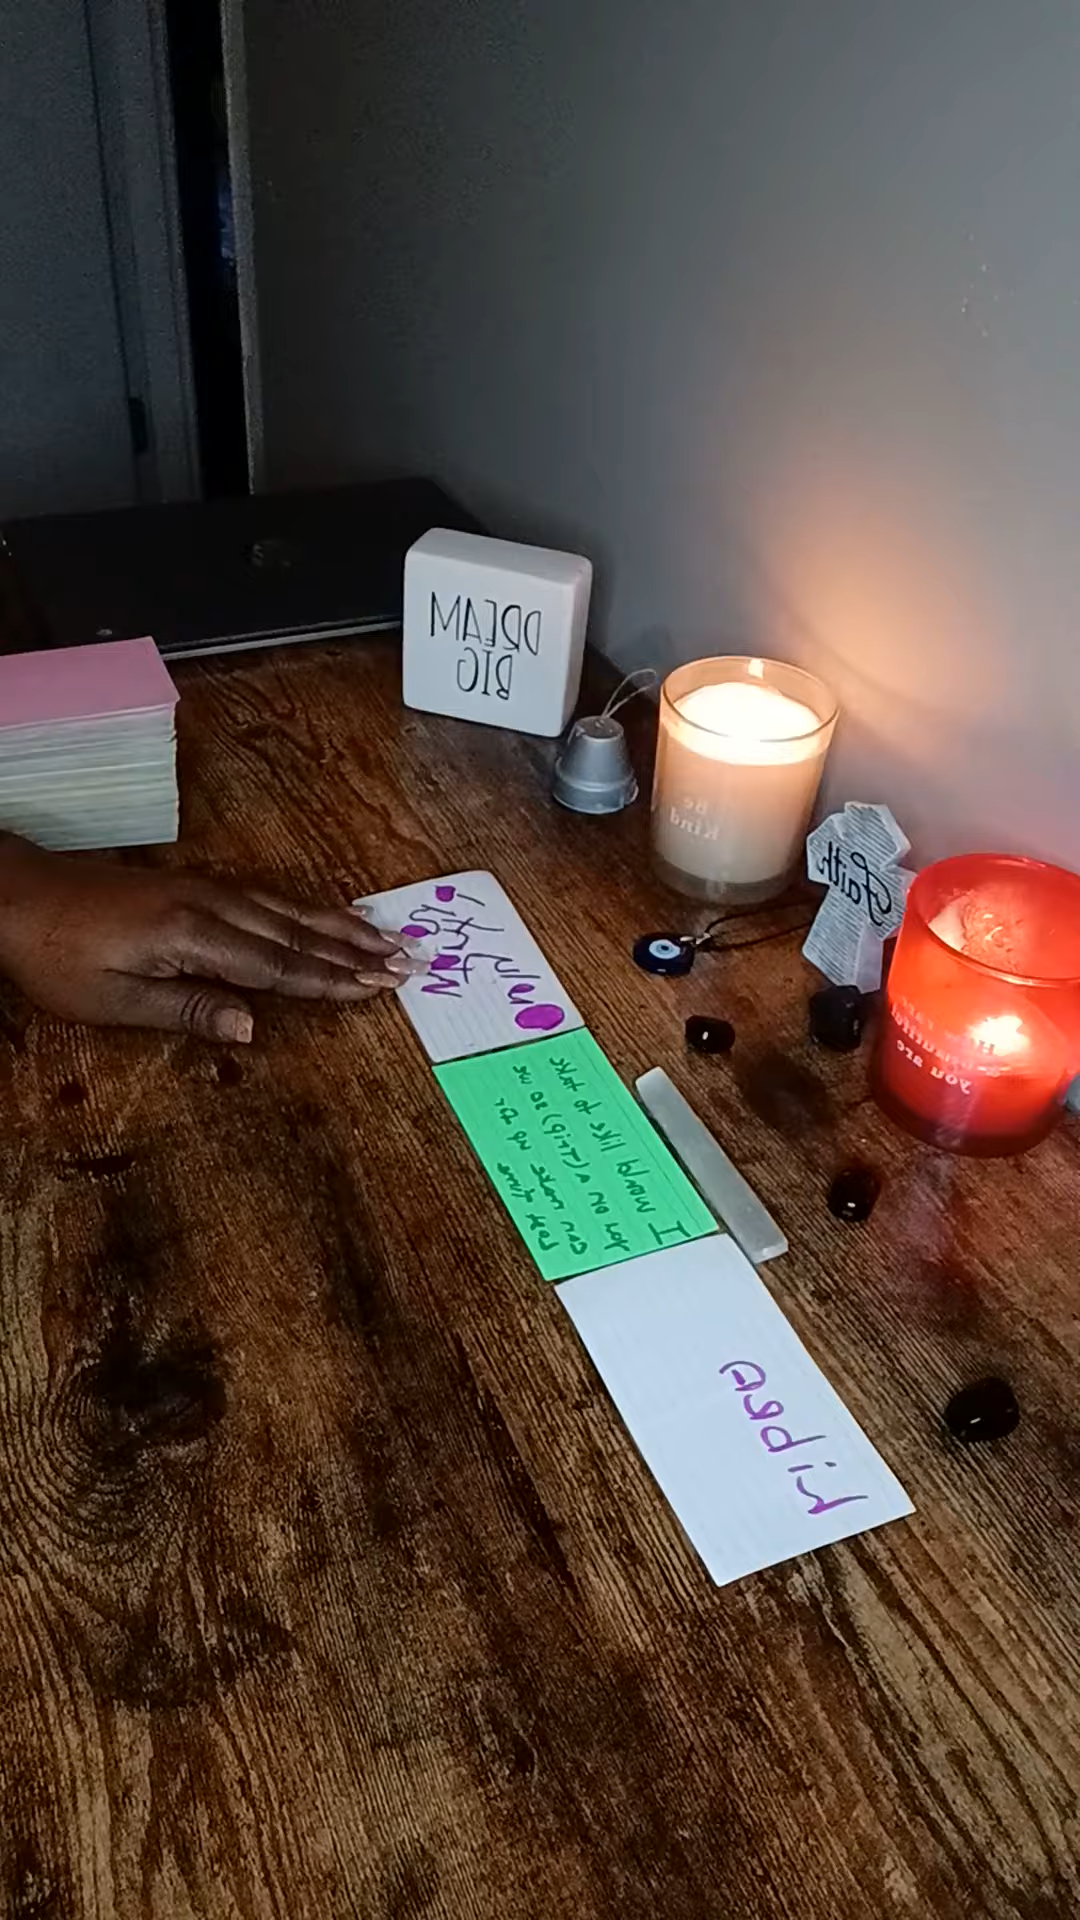 DREAM
BIG
Be
Kind
Faith
I would like to take
you on a (Trip) so we
can make up for
lost time
you are
beautiful
Libra